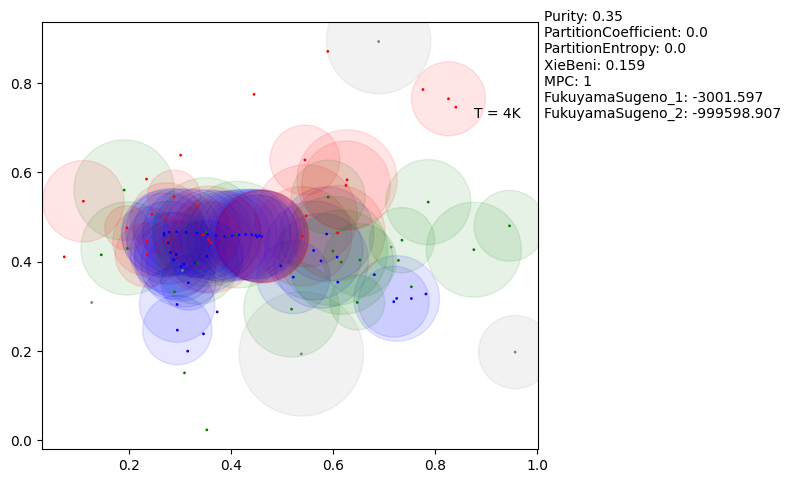 Purity: 0.35
PartitionCoefficient: 0.0
PartitionEntropy: 0.0
XieBeni: 0.159
MPC: 1
FukuyamaSugeno_1: -3001.597
FukuyamaSugeno_2: -999598.907
T = 4K
0.8
0.6
0.4
0.2
0.0
0.2 0.4 0.6 0.8 1.0